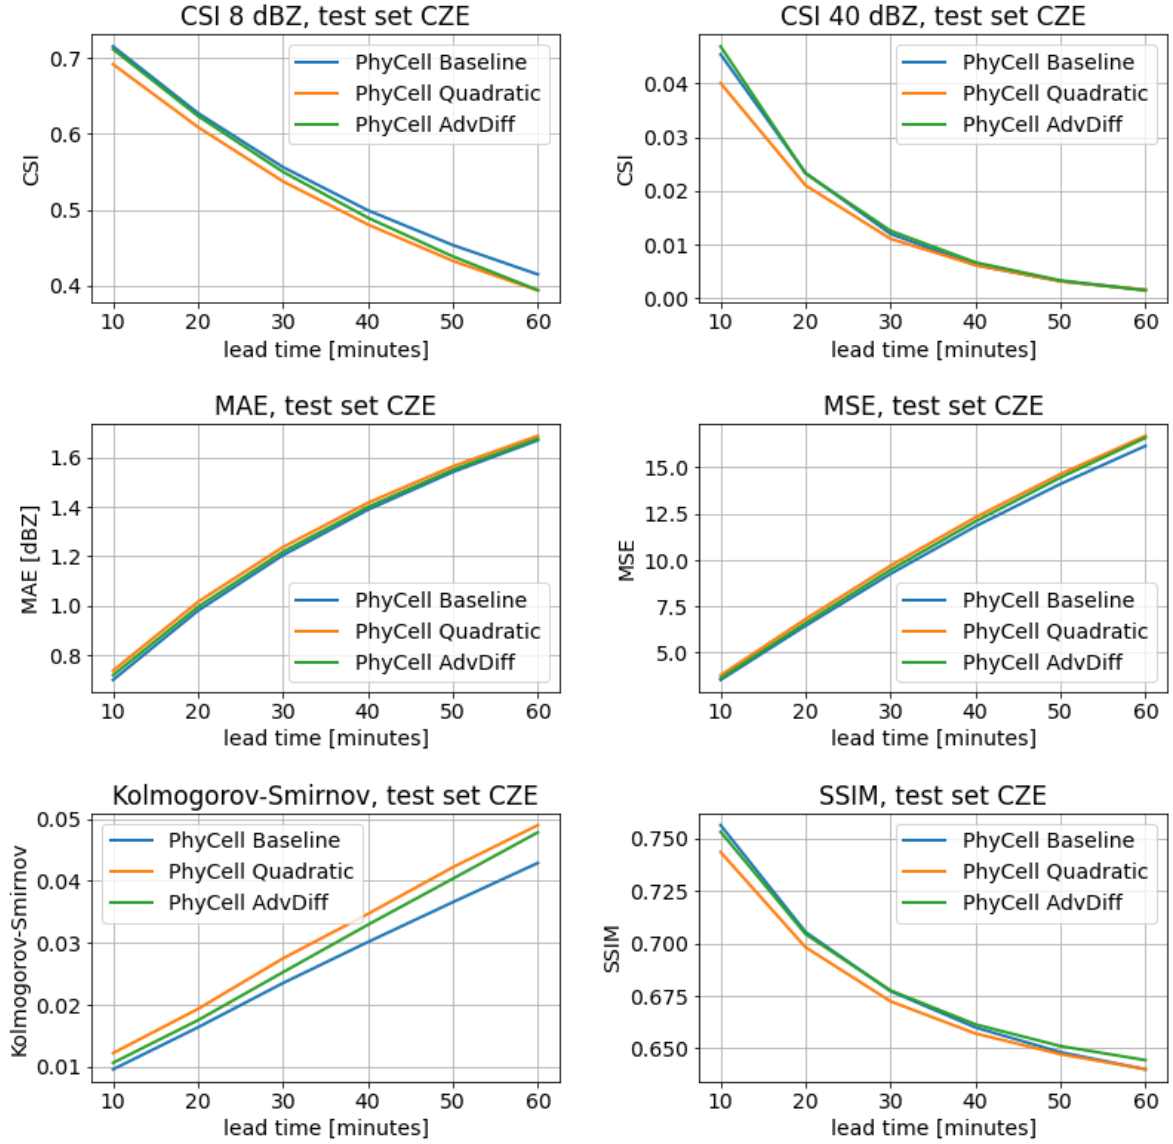 CSI 8 dBZ, test set CZE
CSI
0.7
0.6
0.5
0.4
PhyCell Baseline
PhyCell Quadratic
PhyCell AdvDiff
10 20 30 40 50 60
lead time [minutes]
CSI 40 dBZ, test set CZE
CSI
0.04
0.03
0.02
0.01
0.00
PhyCell Baseline
PhyCell Quadratic
PhyCell AdvDiff
10 20 30 40 50 60
lead time [minutes]
MAE, test set CZE
MAE [dBZ]
1.6
1.4
1.2
1.0
0.8
PhyCell Baseline
PhyCell Quadratic
PhyCell AdvDiff
10 20 30 40 50 60
lead time [minutes]
MSE, test set CZE
MSE
15.0
12.5
10.0
7.5
5.0
PhyCell Baseline
PhyCell Quadratic
PhyCell AdvDiff
10 20 30 40 50 60
lead time [minutes]
Kolmogorov-Smirnov, test set CZE
Kolmogorov-Smirnov
0.05
0.04
0.03
0.02
0.01
PhyCell Baseline
PhyCell Quadratic
PhyCell AdvDiff
10 20 30 40 50 60
lead time [minutes]
SSIM, test set CZE
SSIM
0.750
0.725
0.700
0.675
0.650
PhyCell Baseline
PhyCell Quadratic
PhyCell AdvDiff
10 20 30 40 50 60
lead time [minutes]